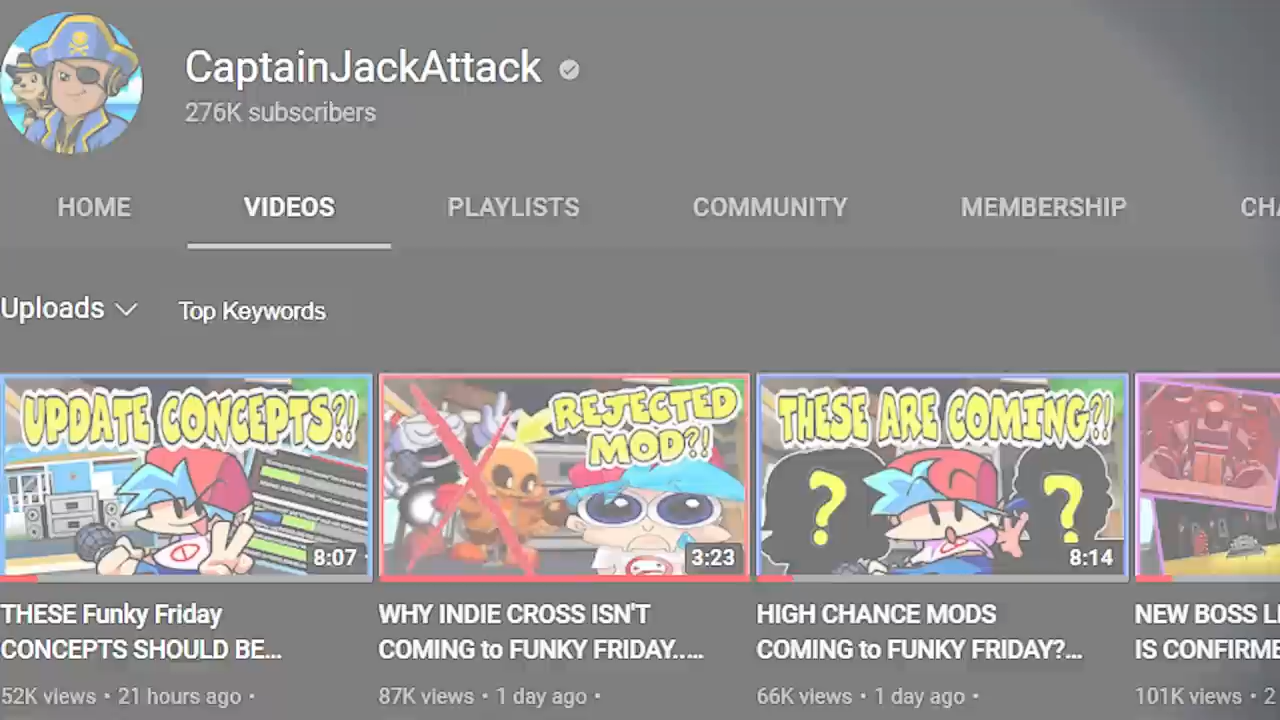 CaptainJackAttack
276K subscribers
HOME VIDEOS PLAYLISTS COMMUNITY MEMBERSHIP CHA
Uploads Top Keywords
UPDATE CONCEPTS?!
8:07
REJECTED
MOD?!
3:23
THESE ARE COMING?!
? ?
8:14
THESE Funky Friday
CONCEPTS SHOULD BE...
52K views • 21 hours ago •
WHY INDIE CROSS ISN'T
COMING to FUNKY FRIDAY.....
87K views • 1 day ago •
HIGH CHANCE MODS
COMING to FUNKY FRIDAY?...
66K views • 1 day ago •
NEW BOSS
IS CONFIRME
101K views • 2